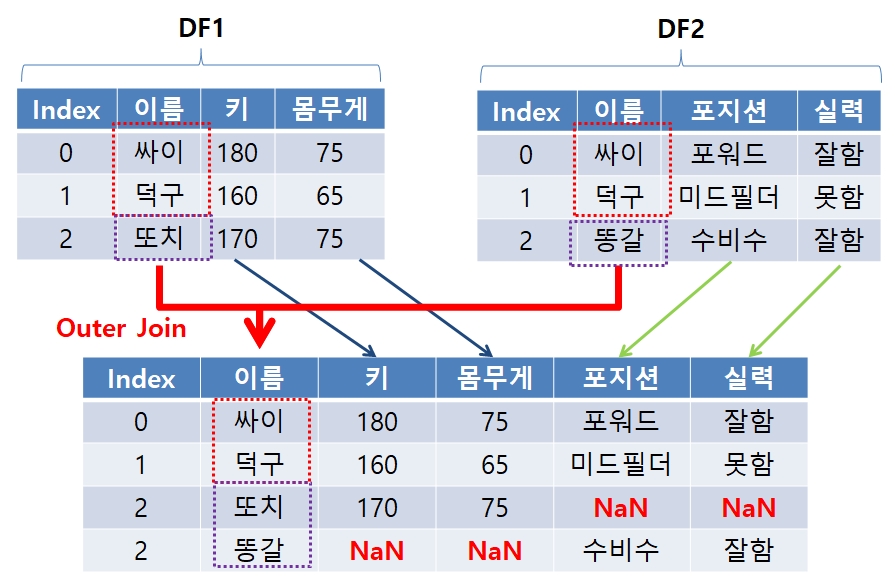 DF1 DF2
Index 이름 키 몸무게
0 싸이 180 75
1 덕구 160 65
2 또치 170 75
Index 이름 포지션 실력
0 싸이 포워드 잘함
1 덕구 미드필더 못함
2 똥갈 수비수 잘함
Outer Join
Index 이름 키 몸무게 포지션 실력
0 싸이 180 75 포워드 잘함
1 덕구 160 65 미드필더 못함
2 또치 170 75 NaN NaN
2 똥갈 NaN NaN 수비수 잘함